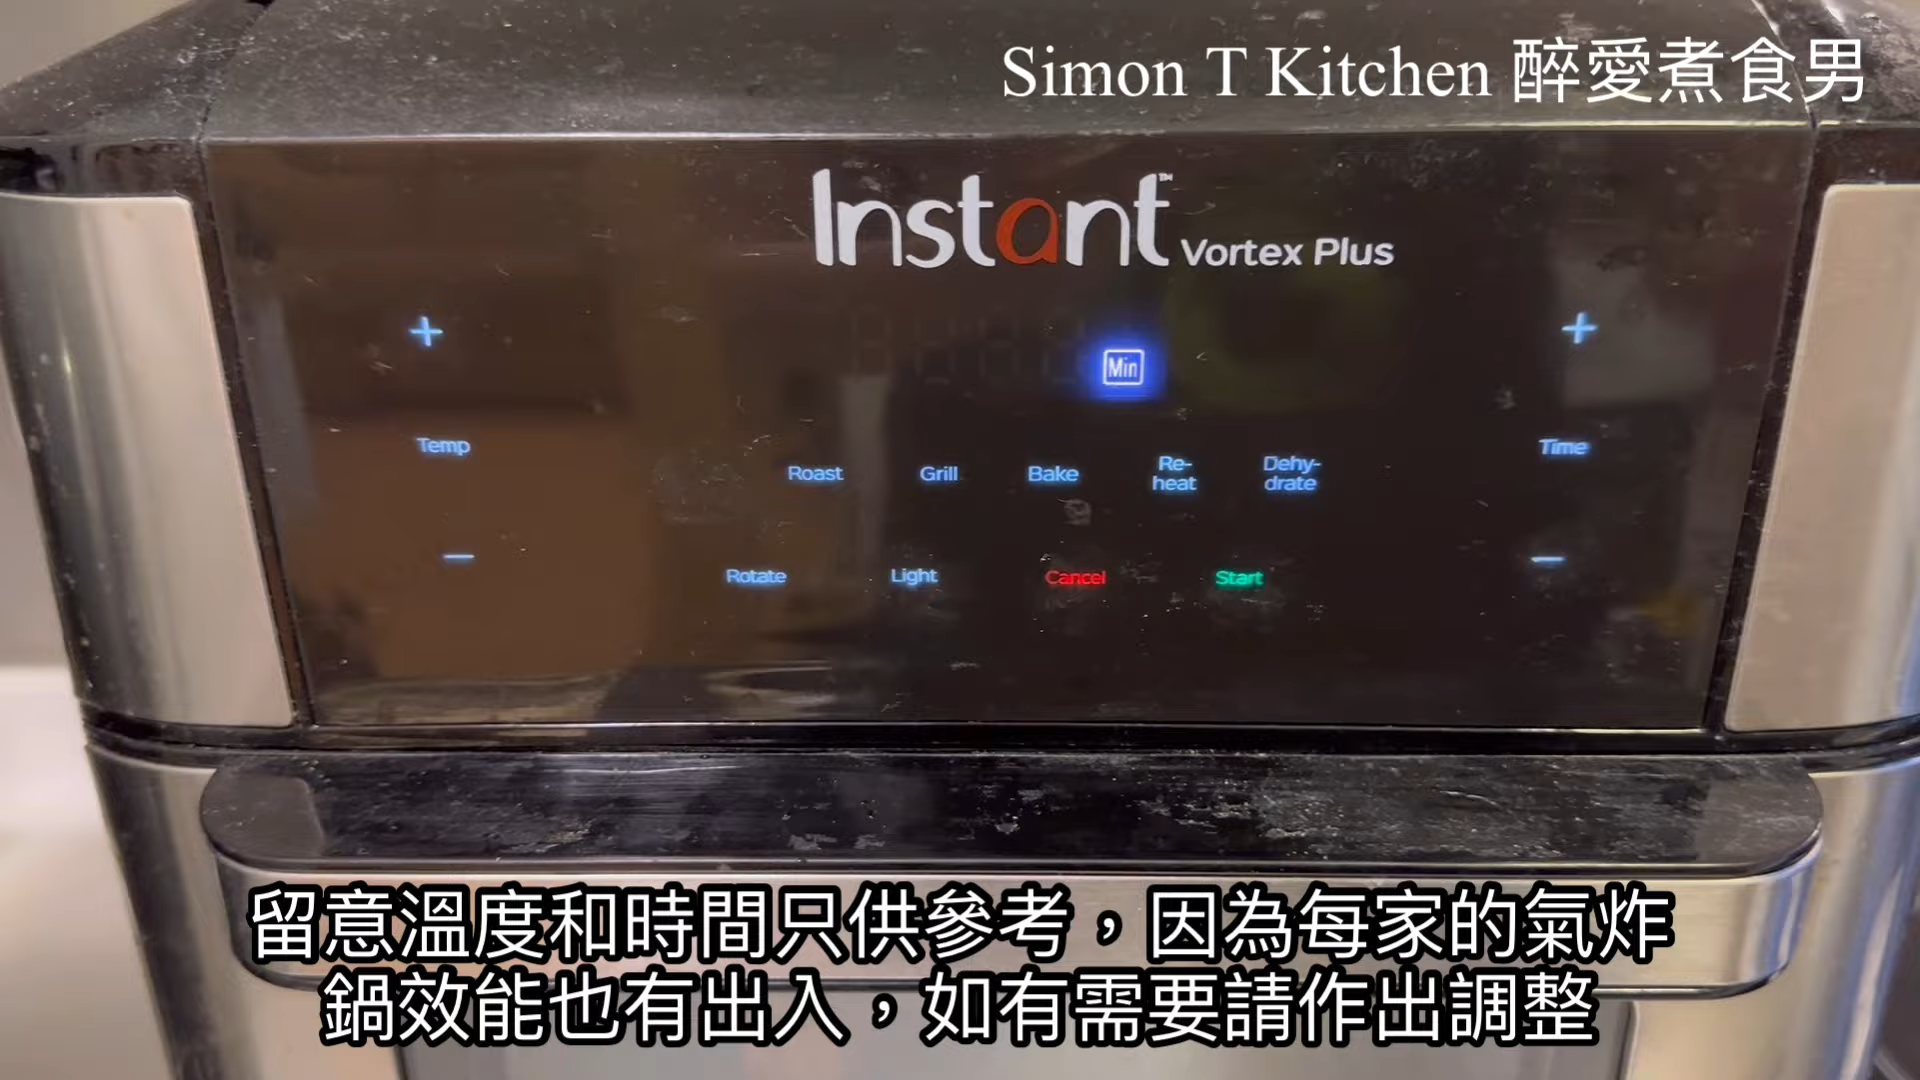 Simon T Kitchen 醉愛煮食男
Instant™ Vortex Plus
+
+
Min
Temp
Time
Roast Grill Bake Re-heat Dehy-drate
−
−
Rotate Light Cancel Start
留意溫度和時間只供參考，因為每家的氣炸
鍋效能也有出入，如有需要請作出調整